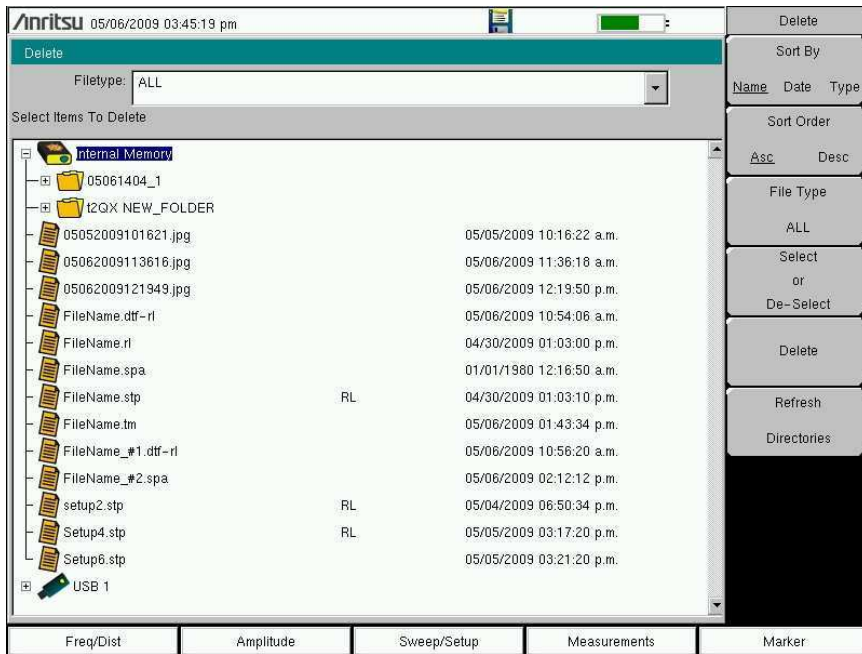 /Inritsu 05/06/2009 03:45:19 pm
Delete
Filetype: ALL
Select Items To Delete
Internal Memory
05061404_1
t2QX NEW_FOLDER
05052009101621.jpg 05/05/2009 10:16:22 a.m.
05062009113616.jpg 05/06/2009 11:36:18 a.m.
05062009121949.jpg 05/06/2009 12:19:50 p.m.
FileName.dtf-rl 05/06/2009 10:54:06 a.m.
FileName.rl 04/30/2009 01:03:00 p.m.
FileName.spa 01/01/1980 12:16:50 a.m.
FileName.stp RL 04/30/2009 01:03:10 p.m.
FileName.tm 05/06/2009 01:43:34 p.m.
FileName_#1.dtf-rl 05/06/2009 10:56:20 a.m.
FileName_#2.spa 05/06/2009 02:12:12 p.m.
setup2.stp RL 05/04/2009 06:50:34 p.m.
Setup4.stp RL 05/05/2009 03:17:20 p.m.
Setup6.stp 05/05/2009 03:21:20 p.m.
USB 1
Delete
Sort By
Name Date Type
Sort Order
Asc Desc
File Type
ALL
Select
or
De-Select
Delete
Refresh
Directories
Freq/Dist Amplitude Sweep/Setup Measurements Marker